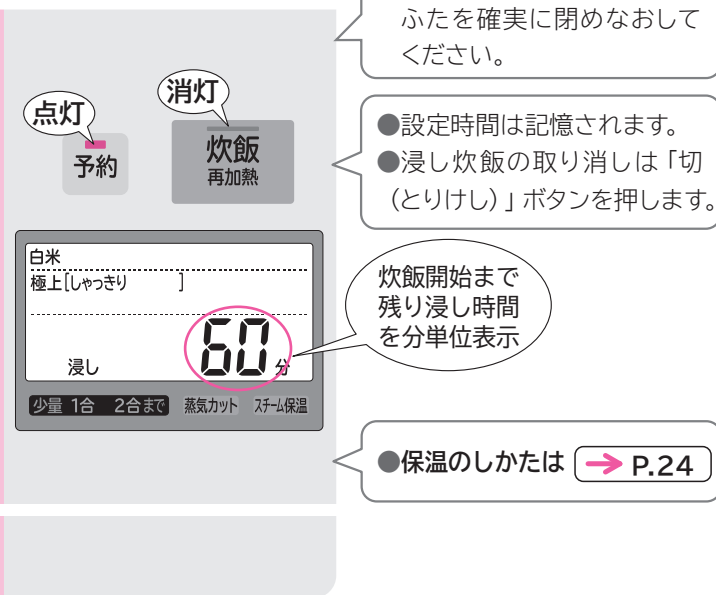 ふたを確実に閉めなおして
ください。
点灯
消灯
予約
炊飯
再加熱
●設定時間は記憶されます。
●浸し炊飯の取り消しは「切
（とりけし）」ボタンを押します。
白米
極上[しゃっきり ]
60分
浸し
炊飯開始まで
残り浸し時間
を分単位表示
少量 1合 2合まで 蒸気カット スチーム保温
●保温のしかたは → P.24